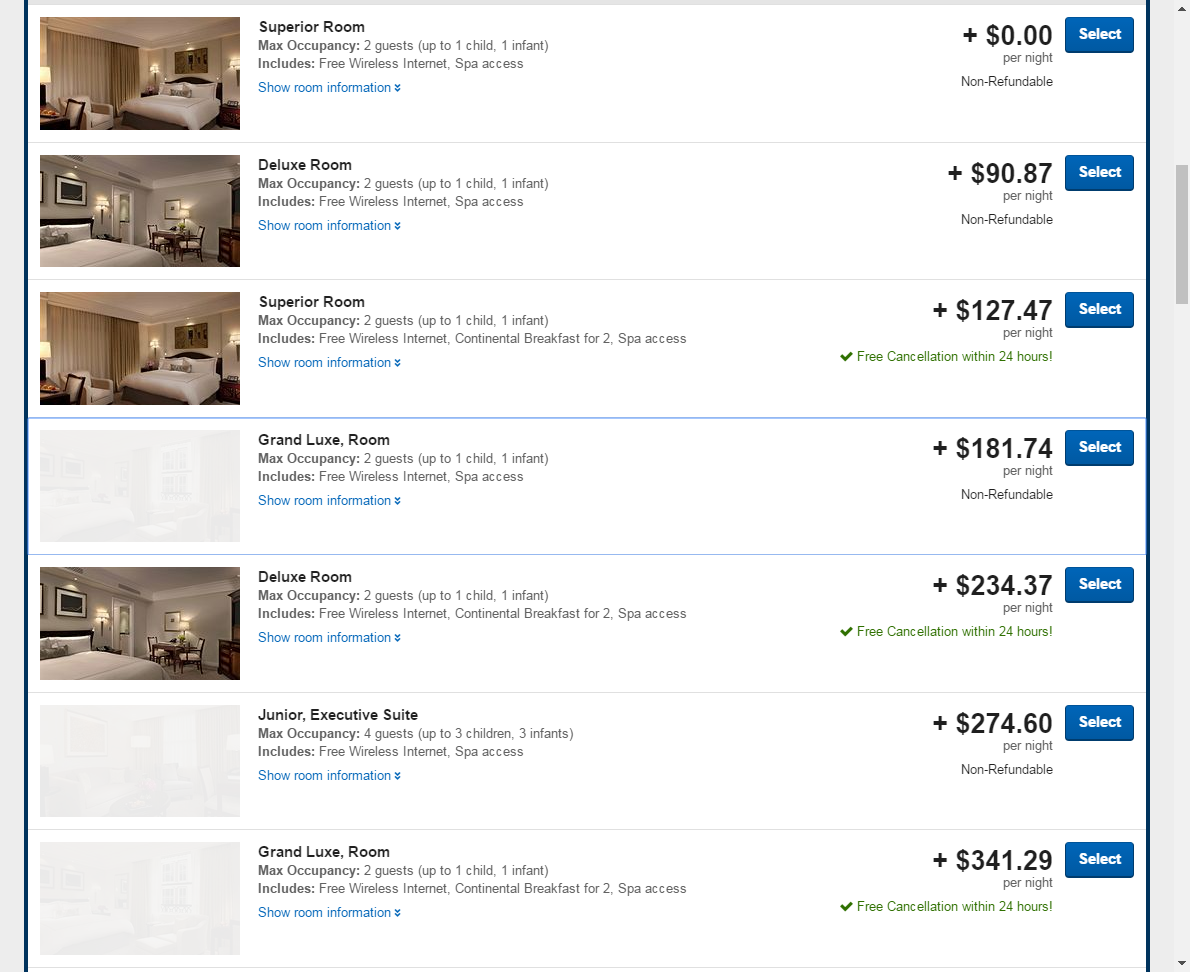 Superior Room
Max Occupancy: 2 guests (up to 1 child, 1 infant)
Includes: Free Wireless Internet, Spa access
Show room information
+ $0.00
per night
Non-Refundable
Select
Deluxe Room
Max Occupancy: 2 guests (up to 1 child, 1 infant)
Includes: Free Wireless Internet, Spa access
Show room information
+ $90.87
per night
Non-Refundable
Select
Superior Room
Max Occupancy: 2 guests (up to 1 child, 1 infant)
Includes: Free Wireless Internet, Continental Breakfast for 2, Spa access
Show room information
+ $127.47
per night
Free Cancellation within 24 hours!
Select
Grand Luxe, Room
Max Occupancy: 2 guests (up to 1 child, 1 infant)
Includes: Free Wireless Internet, Spa access
Show room information
+ $181.74
per night
Non-Refundable
Select
Deluxe Room
Max Occupancy: 2 guests (up to 1 child, 1 infant)
Includes: Free Wireless Internet, Continental Breakfast for 2, Spa access
Show room information
+ $234.37
per night
Free Cancellation within 24 hours!
Select
Junior, Executive Suite
Max Occupancy: 4 guests (up to 3 children, 3 infants)
Includes: Free Wireless Internet, Spa access
Show room information
+ $274.60
per night
Non-Refundable
Select
Grand Luxe, Room
Max Occupancy: 2 guests (up to 1 child, 1 infant)
Includes: Free Wireless Internet, Continental Breakfast for 2, Spa access
Show room information
+ $341.29
per night
Free Cancellation within 24 hours!
Select